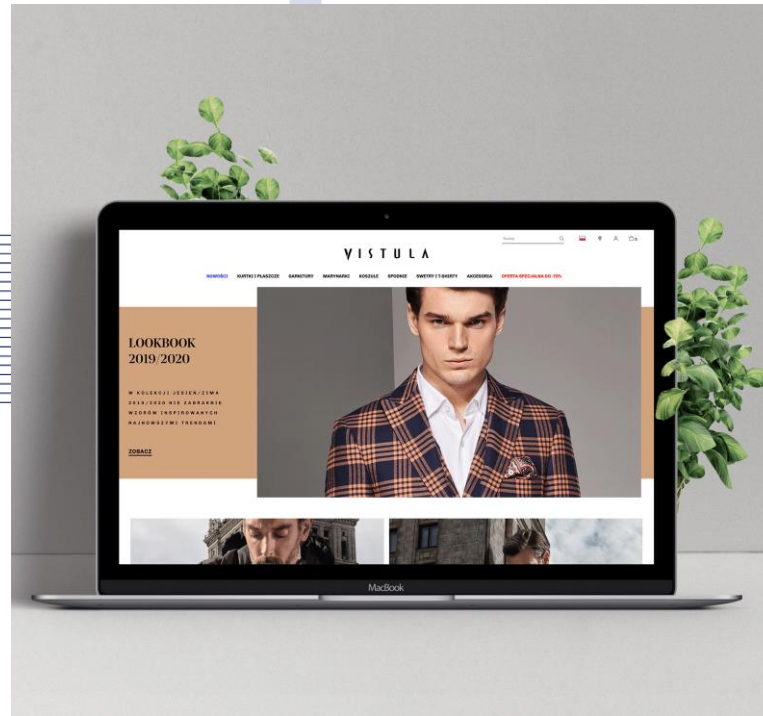 Szukaj
VISTULA
NOWOŚCI KURTKI I PŁASZCZE GARNITURY MARYNARKI KOSZULE SPODNIE SWETRY I T-SHIRTY AKCESORIA OFERTA SPECJALNA DO -70%
LOOKBOOK
2019/2020
W KOLEKCJI JESIEŃ/ZIMA
2019/2020 NIE ZABRAKNIE
WZORÓW INSPIROWANYCH
NAJNOWSZYMI TRENDAMI
ZOBACZ
MacBook